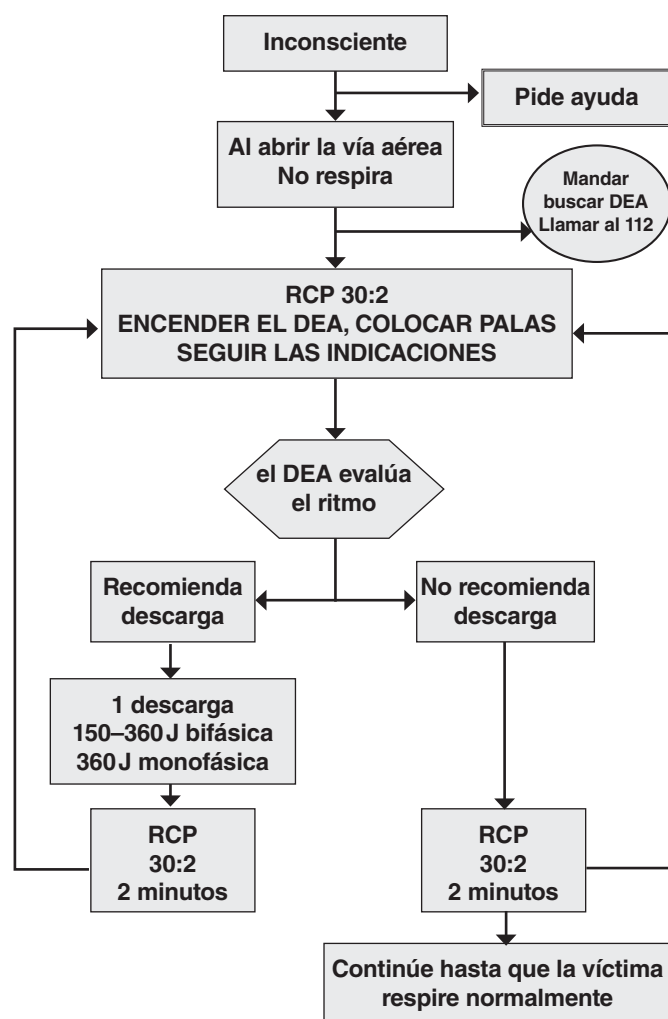 Inconsciente
Pide ayuda
Al abrir la vía aérea
No respira
Mandar
buscar DEA
Llamar al 112
RCP 30:2
ENCENDER EL DEA, COLOCAR PALAS
SEGUIR LAS INDICACIONES
el DEA evalúa
el ritmo
Recomienda
descarga
No recomienda
descarga
1 descarga
150–360 J bifásica
360 J monofásica
RCP
30:2
2 minutos
RCP
30:2
2 minutos
Continúe hasta que la víctima
respire normalmente